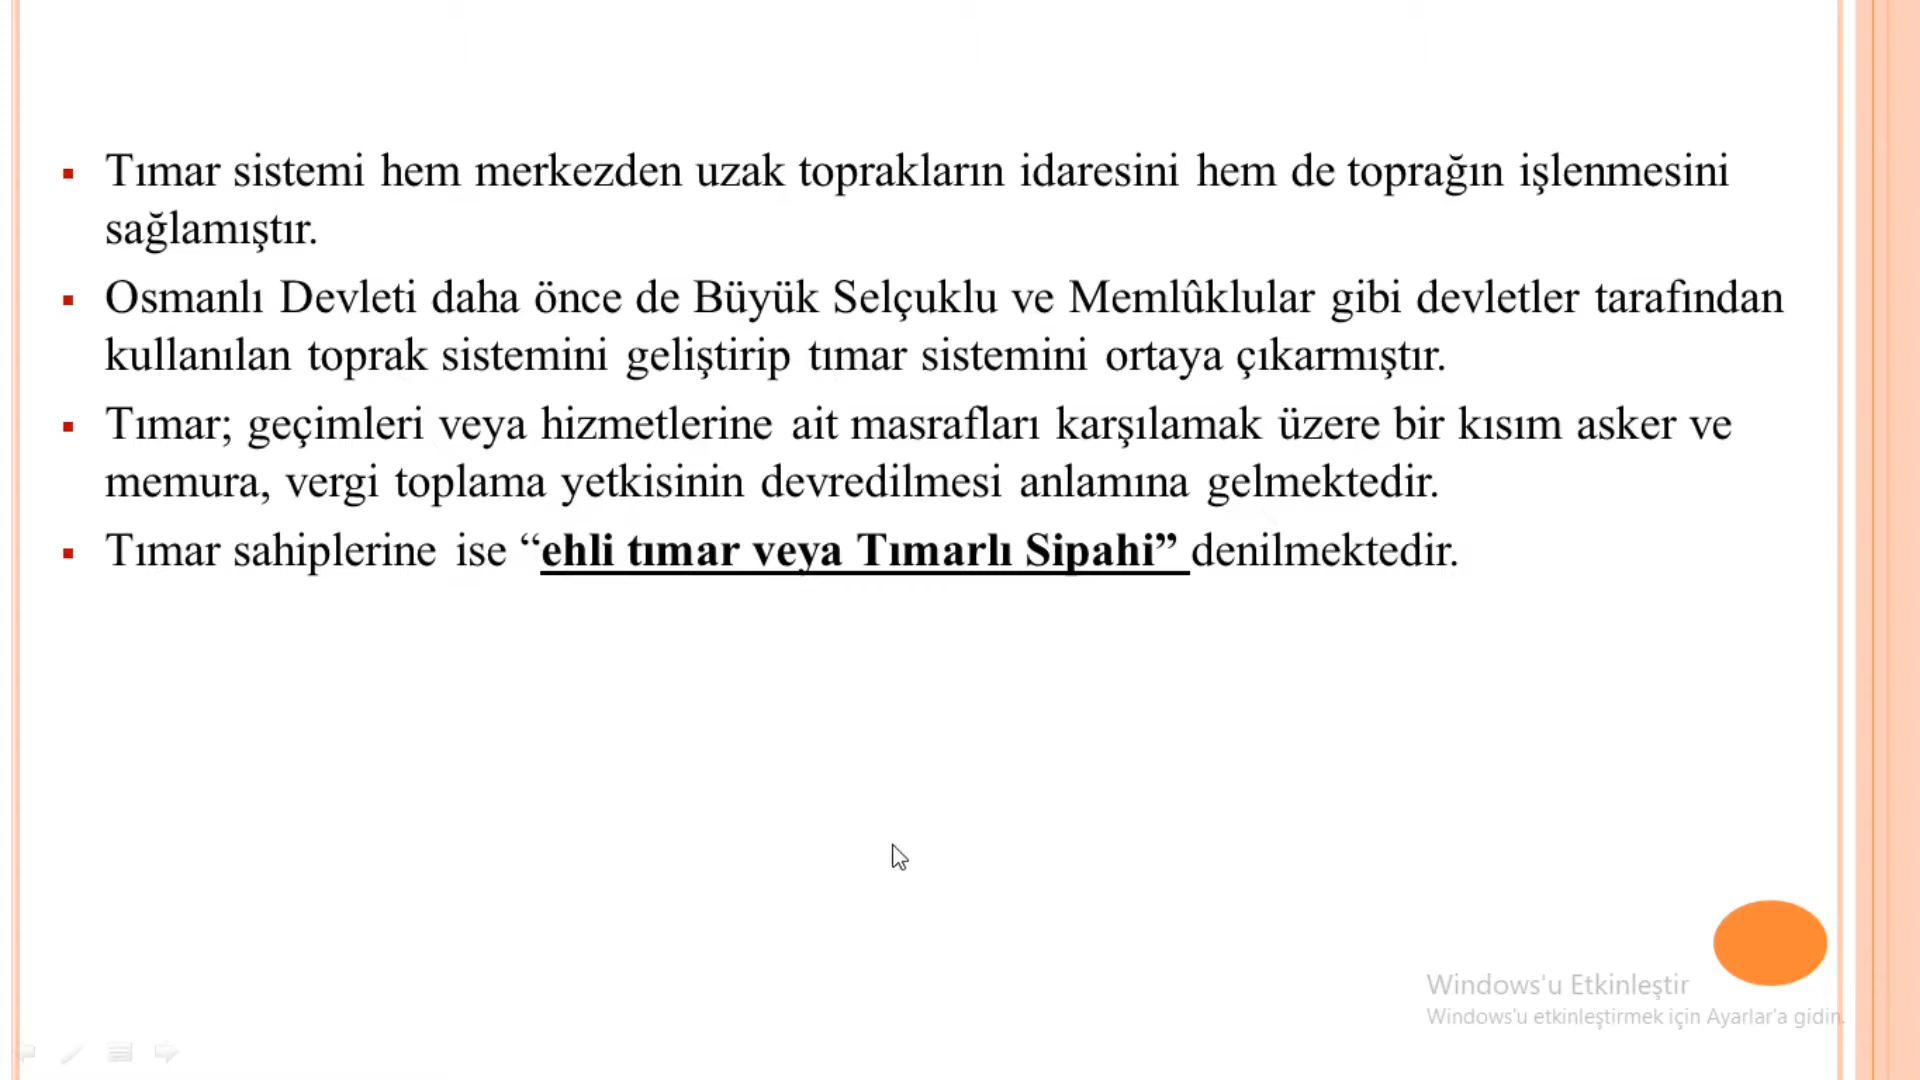 ▪ Tımar sistemi hem merkezden uzak toprakların idaresini hem de toprağın işlenmesini
sağlamıştır.
▪ Osmanlı Devleti daha önce de Büyük Selçuklu ve Memlûklular gibi devletler tarafından
kullanılan toprak sistemini geliştirip tımar sistemini ortaya çıkarmıştır.
▪ Tımar; geçimleri veya hizmetlerine ait masrafları karşılamak üzere bir kısım asker ve
memura, vergi toplama yetkisinin devredilmesi anlamına gelmektedir.
▪ Tımar sahiplerine ise “ehli tımar veya Tımarlı Sipahi” denilmektedir.
Windows'u Etkinleştir
Windows'u etkinleştirmek için Ayarlar'a gidin.